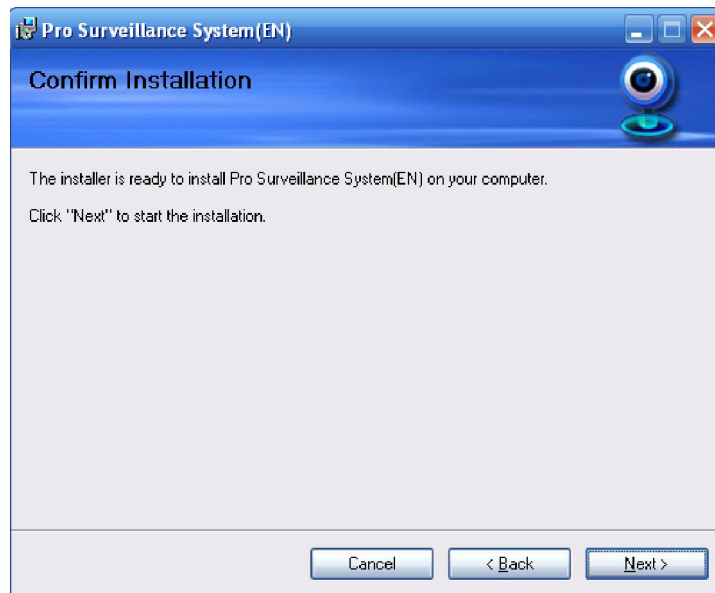 Pro Surveillance System(EN)
Confirm Installation
The installer is ready to install Pro Surveillance System(EN) on your computer.
Click "Next" to start the installation.
Cancel
< Back
Next >